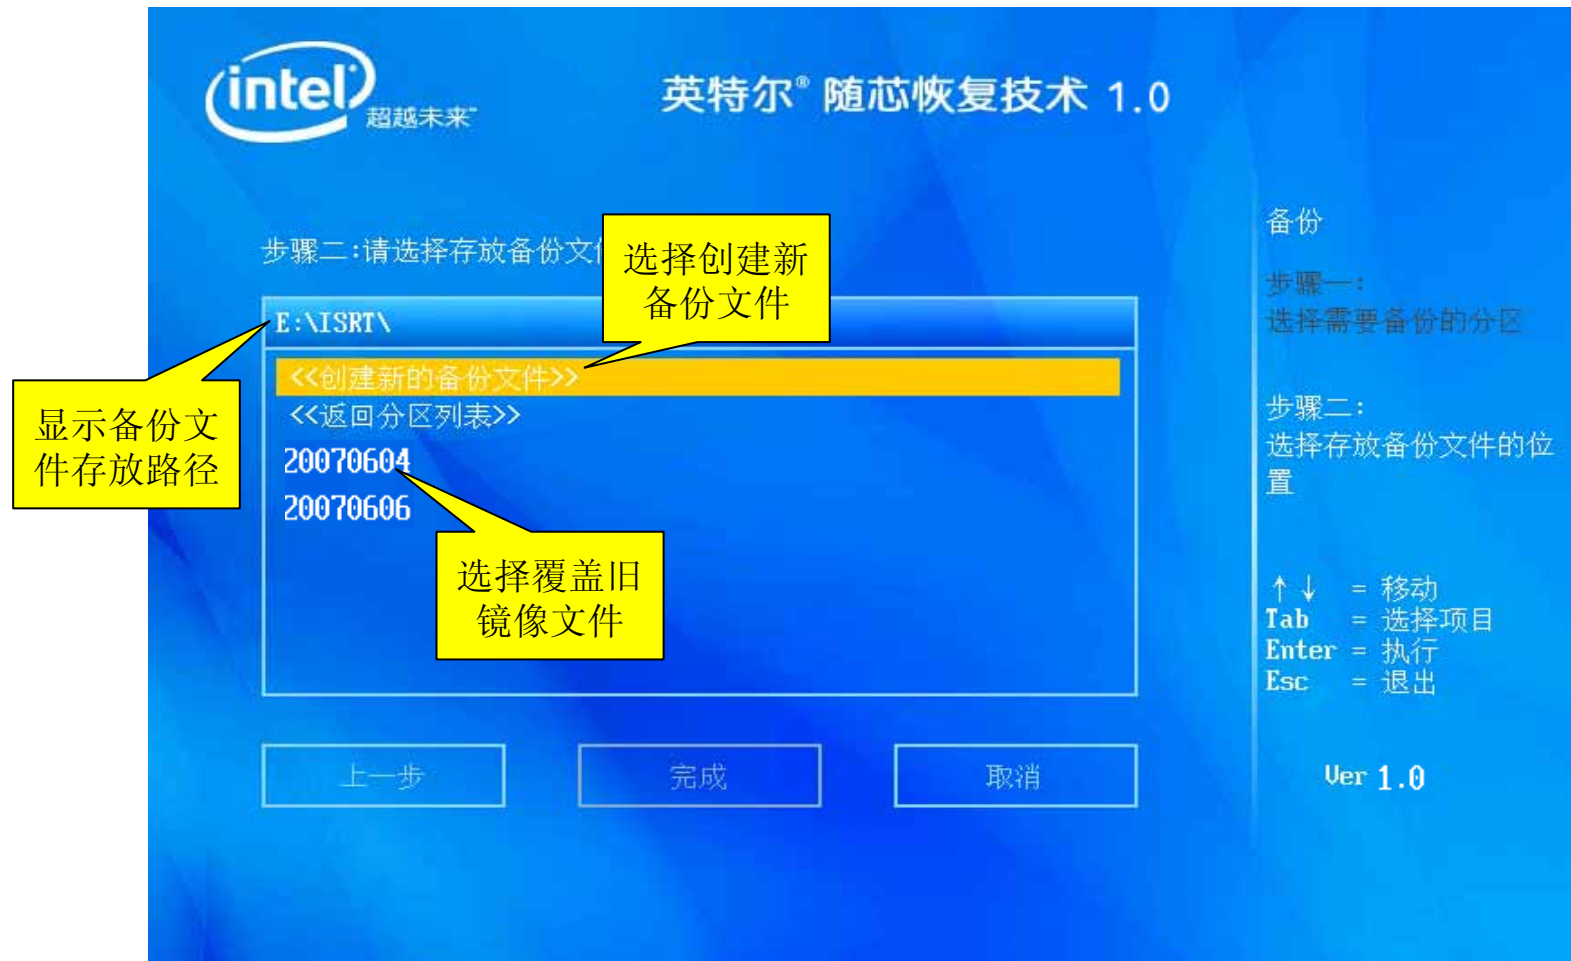 intel
超越未来™
英特尔® 随芯恢复技术 1.0
步骤二:请选择存放备份文
选择创建新
备份文件
E:\ISRT\
<<创建新的备份文件>>
<<返回分区列表>>
20070604
20070606
显示备份文
件存放路径
选择覆盖旧
镜像文件
上一步
完成
取消
备份
步骤一:
选择需要备份的分区
步骤二:
选择存放备份文件的位
置
↑↓ = 移动
Tab = 选择项目
Enter = 执行
Esc = 退出
Ver 1.0